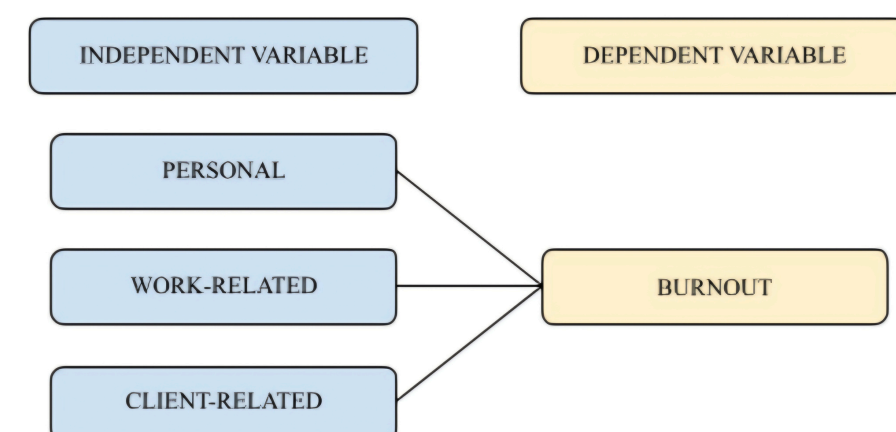 INDEPENDENT VARIABLE
DEPENDENT VARIABLE
PERSONAL
WORK-RELATED
BURNOUT
CLIENT-RELATED